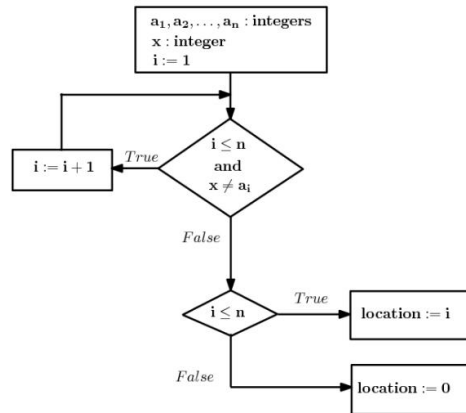 a₁, a₂, . . . , aₙ : integers
x : integer
i := 1
True
i := i + 1
i ≤ n
and
x ≠ aᵢ
False
i ≤ n
True
location := i
False
location := 0